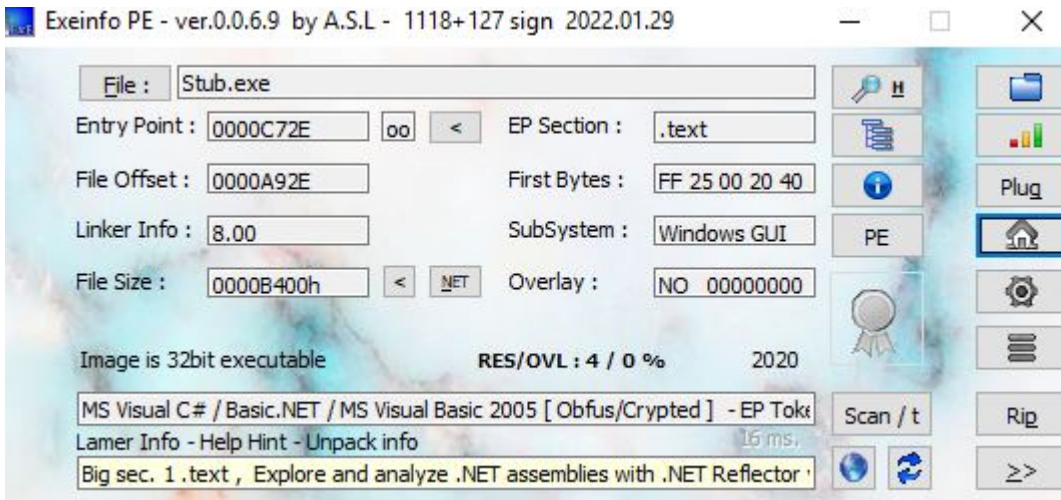 Exeinfo PE - ver.0.0.6.9 by A.S.L - 1118+127 sign 2022.01.29
File : Stub.exe H
Entry Point : 0000C72E oo < EP Section : .text
File Offset : 0000A92E First Bytes : FF 25 00 20 40 Plug
Linker Info : 8.00 SubSystem : Windows GUI PE
File Size : 0000B400h < NET Overlay : NO 00000000
Image is 32bit executable RES/OVL : 4 / 0 % 2020
MS Visual C# / Basic.NET / MS Visual Basic 2005 [ Obfus/Crypted ] - EP Toke Scan / t Rip
Lamer Info - Help Hint - Unpack info 16 ms.
Big sec. 1 .text , Explore and analyze .NET assemblies with .NET Reflector >>